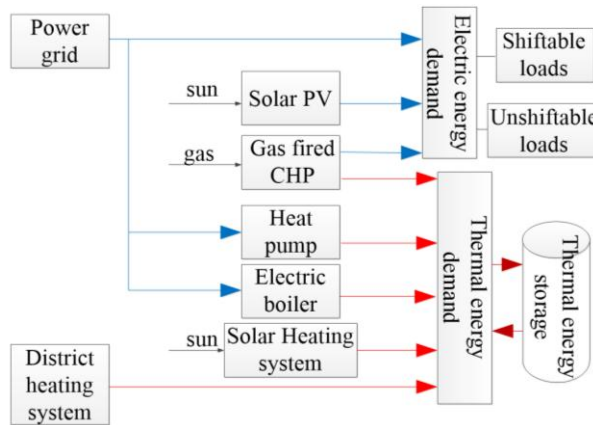 Power
grid
sun
Solar PV
gas
Gas fired
CHP
Electric energy
demand
Shiftable
loads
Unshiftable
loads
Heat
pump
Electric
boiler
sun
Solar Heating
system
District
heating
system
Thermal energy
demand
Thermal energy
storage